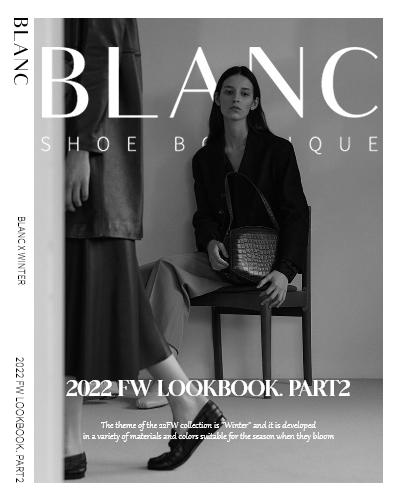 BLANC
BLANC X WINTER
2022 FW LOOKBOOK. PART2
BLANC
SHOE BOUTIQUE
2022 FW LOOKBOOK. PART2
The theme of the 22FW collection is "Winter" and it is developed
in a variety of materials and colors suitable for the season when they bloom